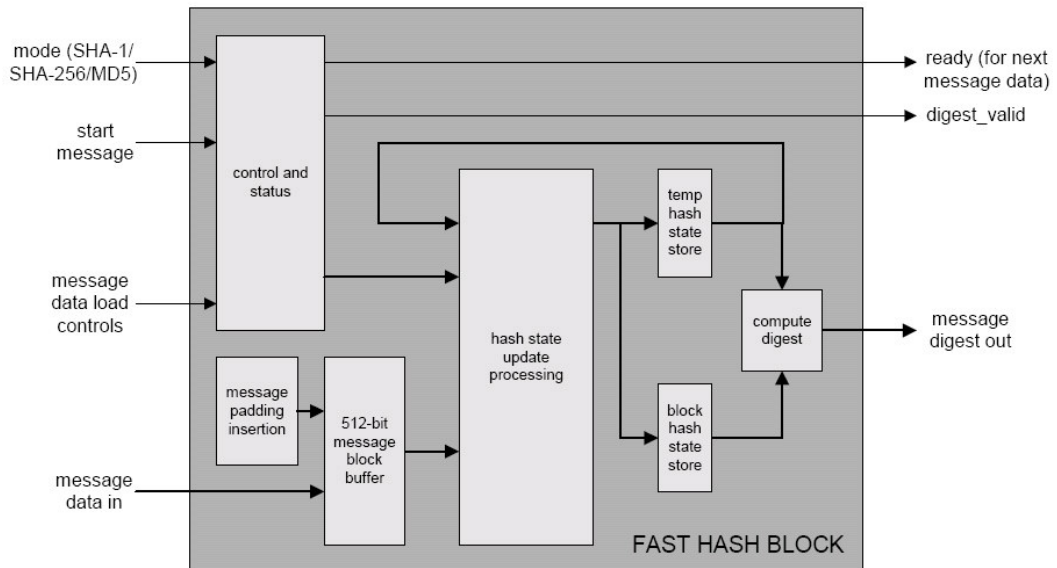 mode (SHA-1/
SHA-256/MD5)
start
message
message
data load
controls
message
data in
control and
status
message
padding
insertion
512-bit
message
block
buffer
hash state
update
processing
temp
hash
state
store
block
hash
state
store
compute
digest
ready (for next
message data)
digest_valid
message
digest out
FAST HASH BLOCK